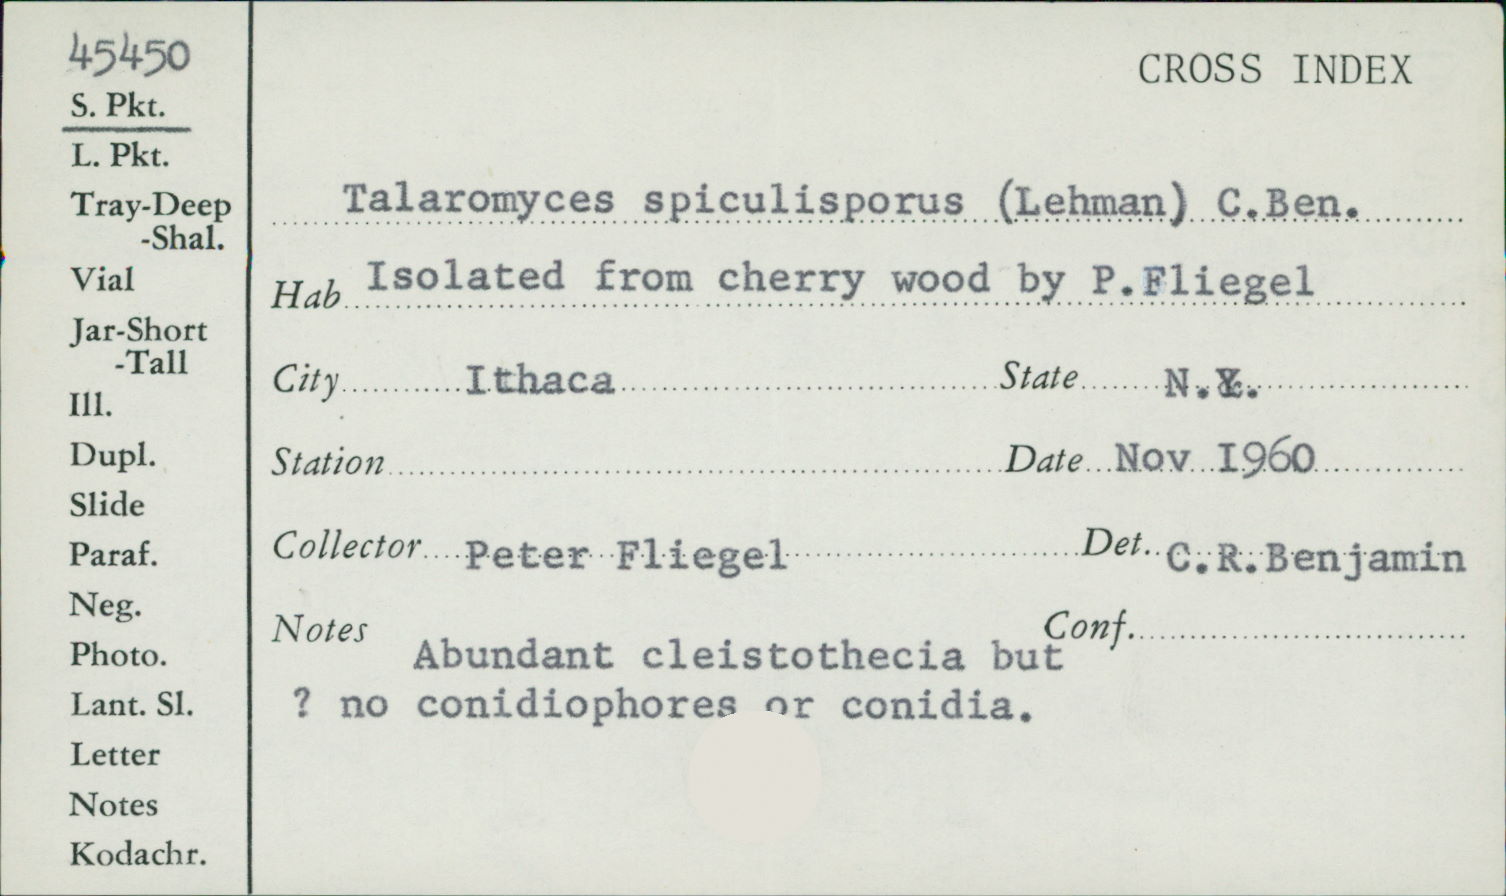 45450
S. Pkt.
L. Pkt.
Tray-Deep
-Shal.
Vial
Jar-Short
-Tall
Ill.
Dupl.
Slide
Paraf.
Neg.
Photo.
Lant. Sl.
Letter
Notes
Kodachr.
CROSS INDEX
Talaromyces spiculisporus (Lehman) C.Ben.
Hab Isolated from cherry wood by P.Fliegel
City Ithaca State N.Y.
Station Date Nov 1960
Collector Peter Fliegel Det. C.R.Benjamin
Notes Conf.
Abundant cleistothecia but
? no conidiophores or conidia.